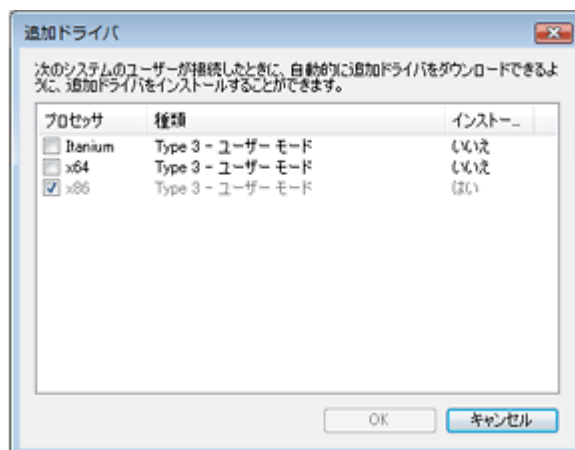 追加ドライバ
次のシステムのユーザーが接続したときに、自動的に追加ドライバをダウンロードできるよ
うに、追加ドライバをインストールすることができます。
プロセッサ 種類 インストー...
Itanium Type 3 - ユーザー モード いいえ
x64 Type 3 - ユーザー モード いいえ
x86 Type 3 - ユーザー モード はい
OK キャンセル